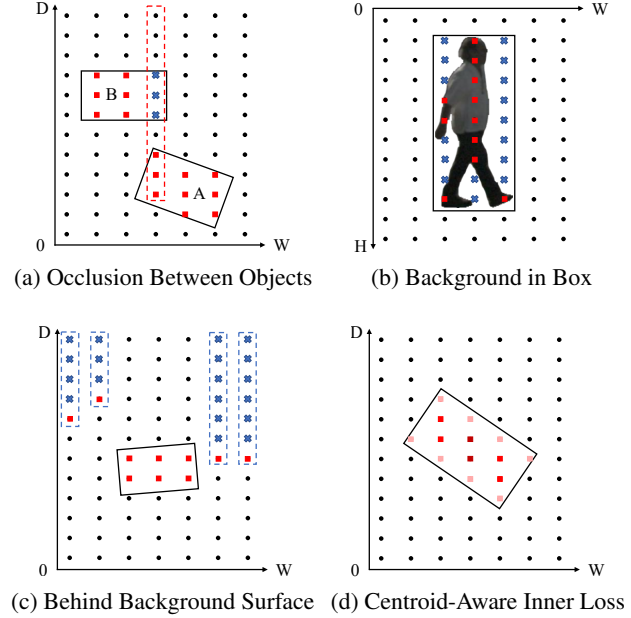 D
B
A
0
W
(a) Occlusion Between Objects
0
W
H
(b) Background in Box
D
0
W
(c) Behind Background Surface
D
0
W
(d) Centroid-Aware Inner Loss